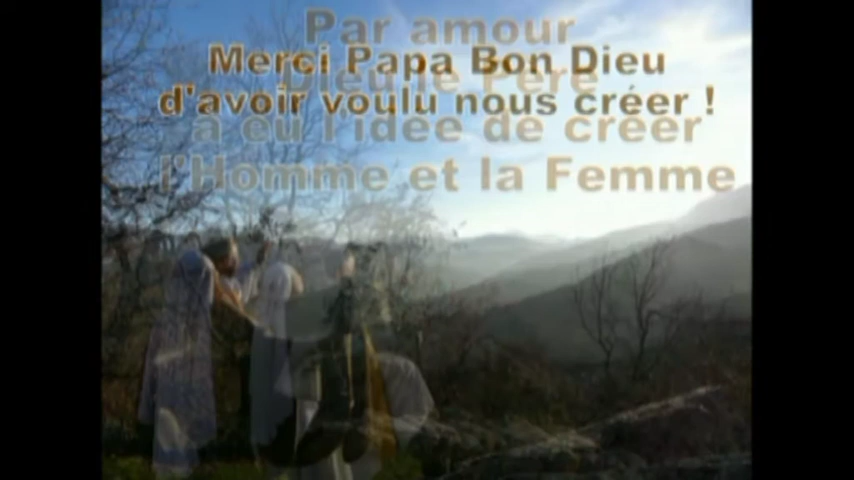 Par amour
Merci Papa Bon Dieu
Dieu le Père
d'avoir voulu nous créer !
a eu l'idée de créer
l'Homme et la Femme